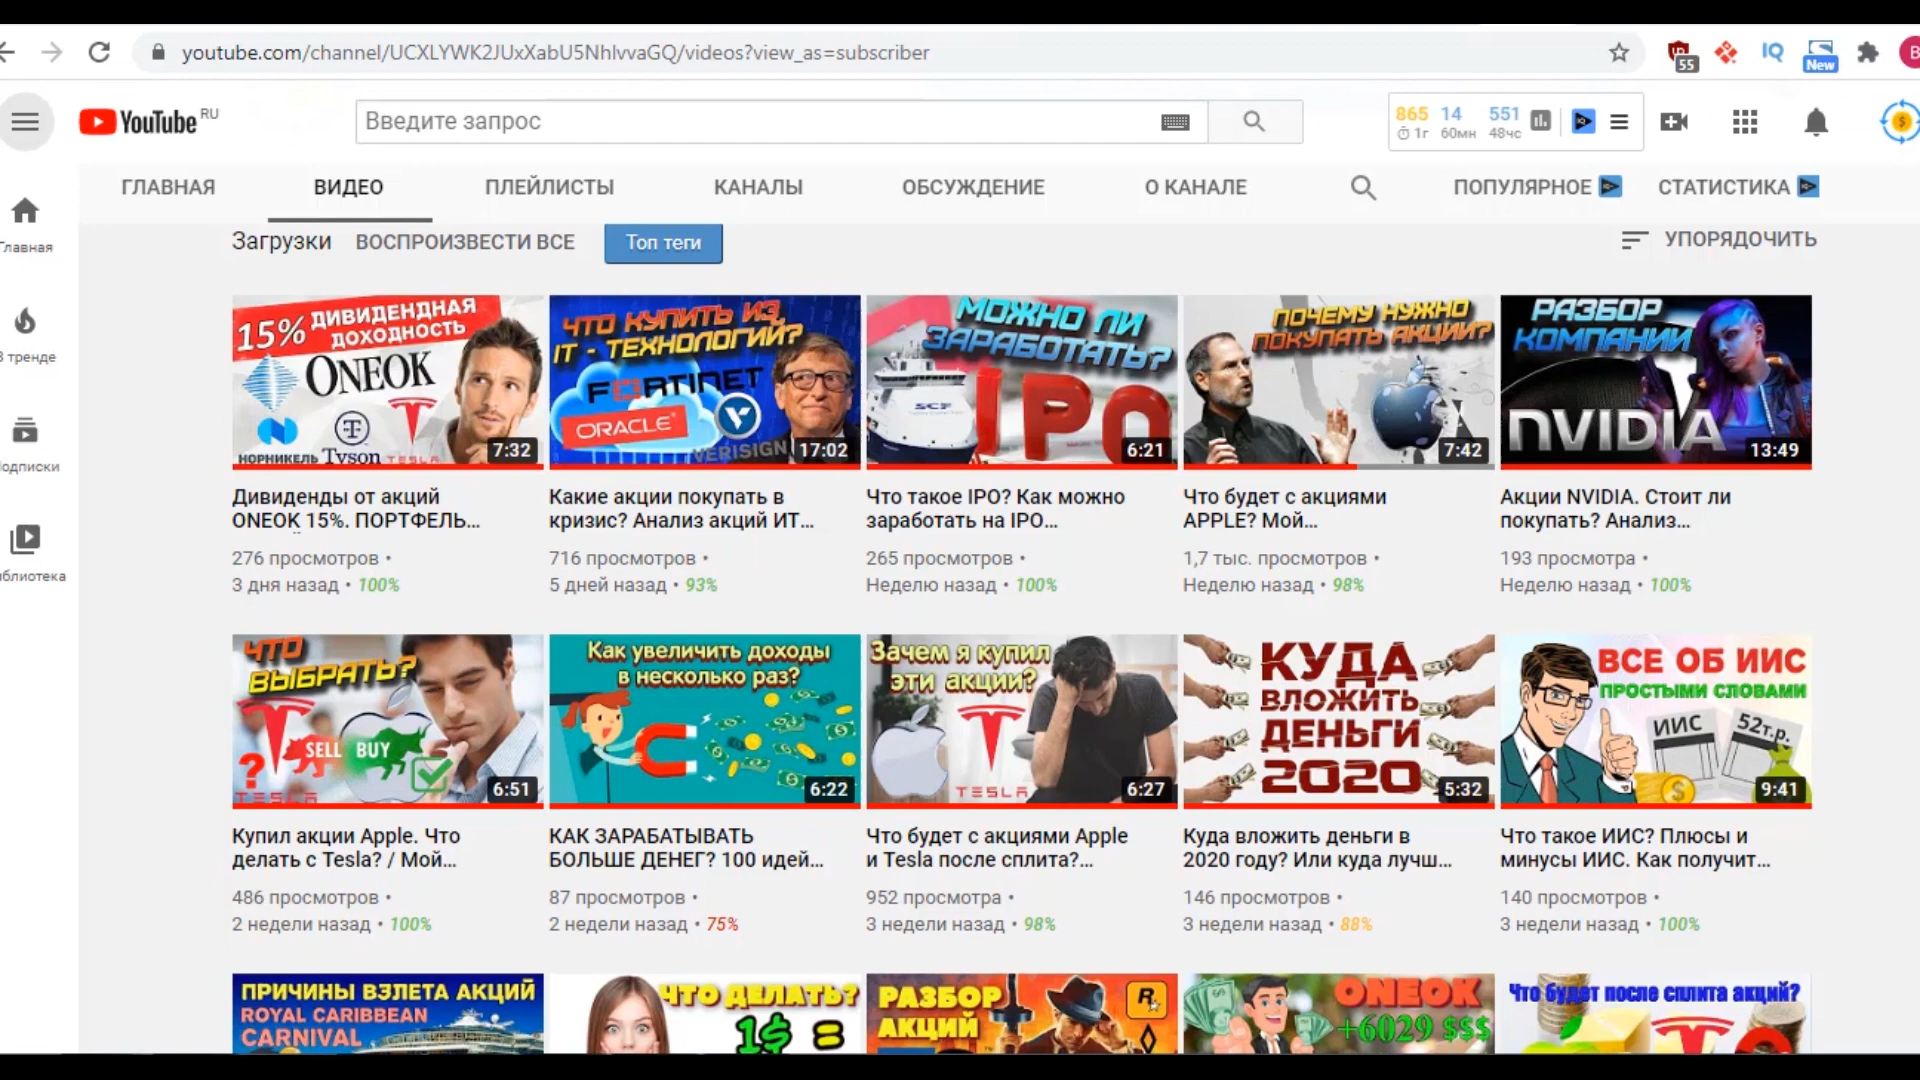 youtube.com/channel/UCXLYWK2JUxXabU5NhlvvaGQ/videos?view_as=subscriber
55
IQ
New
B
YouTube RU
Введите запрос
865 14 551
1г 60мн 48чс
ГЛАВНАЯ ВИДЕО ПЛЕЙЛИСТЫ КАНАЛЫ ОБСУЖДЕНИЕ О КАНАЛЕ ПОПУЛЯРНОЕ СТАТИСТИКА
Главная
В тренде
Подписки
Библиотека
Загрузки ВОСПРОИЗВЕСТИ ВСЕ Топ теги УПОРЯДОЧИТЬ
15% ДИВИДЕНДНАЯ
ДОХОДНОСТЬ
ONEOK
НОРНИКЕЛЬ Tyson TESLA
7:32
ЧТО КУПИТЬ ИЗ
IT - ТЕХНОЛОГИЙ?
FORTINET
ORACLE
VERISIGN
17:02
МОЖНО ЛИ
ЗАРАБОТАТЬ?
SCF
IPO
6:21
ПОЧЕМУ НУЖНО
ПОКУПАТЬ АКЦИИ?
7:42
РАЗБОР
КОМПАНИИ
NVIDIA
13:49
Дивиденды от акций
ONEOK 15%. ПОРТФЕЛЬ...
276 просмотров •
3 дня назад • 100%
Какие акции покупать в
кризис? Анализ акций ИТ...
716 просмотров •
5 дней назад • 93%
Что такое IPO? Как можно
заработать на IPO...
265 просмотров •
Неделю назад • 100%
Что будет с акциями
APPLE? Мой...
1,7 тыс. просмотров •
Неделю назад • 98%
Акции NVIDIA. Стоит ли
покупать? Анализ...
193 просмотра •
Неделю назад • 100%
ЧТО
ВЫБРАТЬ?
SELL BUY
?
TESLA
6:51
Как увеличить доходы
в несколько раз?
6:22
Зачем я купил
эти акции?
TESLA
6:27
КУДА
ВЛОЖИТЬ
ДЕНЬГИ
2020
5:32
ВСЕ ОБ ИИС
ПРОСТЫМИ СЛОВАМИ
ИИС
52т.р.
9:41
Купил акции Apple. Что
делать с Tesla? / Мой...
486 просмотров •
2 недели назад • 100%
КАК ЗАРАБАТЫВАТЬ
БОЛЬШЕ ДЕНЕГ? 100 идей...
87 просмотров •
2 недели назад • 75%
Что будет с акциями Apple
и Tesla после сплита?...
952 просмотра •
3 недели назад • 98%
Куда вложить деньги в
2020 году? Или куда лучш...
146 просмотров •
3 недели назад • 88%
Что такое ИИС? Плюсы и
минусы ИИС. Как получит...
140 просмотров •
3 недели назад • 100%
ПРИЧИНЫ ВЗЛЕТА АКЦИЙ
ROYAL CARIBBEAN
CARNIVAL
ЧТО ДЕЛАТЬ?
1$ =
РАЗБОР
АКЦИЙ
R
ONEOK
+6029 $$$
Что будет после сплита акций?